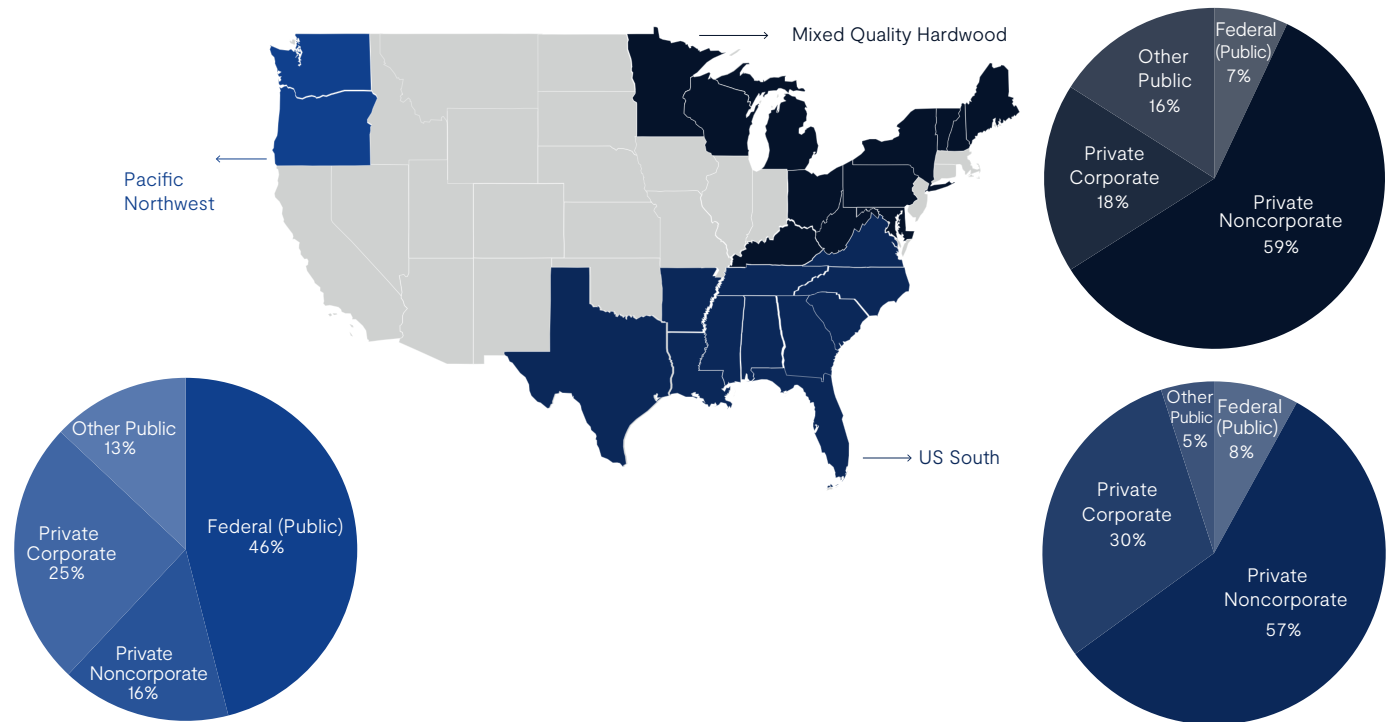 Mixed Quality Hardwood
Federal
(Public)
7%
Other
Public
16%
Private
Corporate
18%
Private
Noncorporate
59%
Pacific
Northwest
US South
Other Public
13%
Federal (Public)
46%
Private
Corporate
25%
Private
Noncorporate
16%
Other
Public
5%
Federal
(Public)
8%
Private
Corporate
30%
Private
Noncorporate
57%